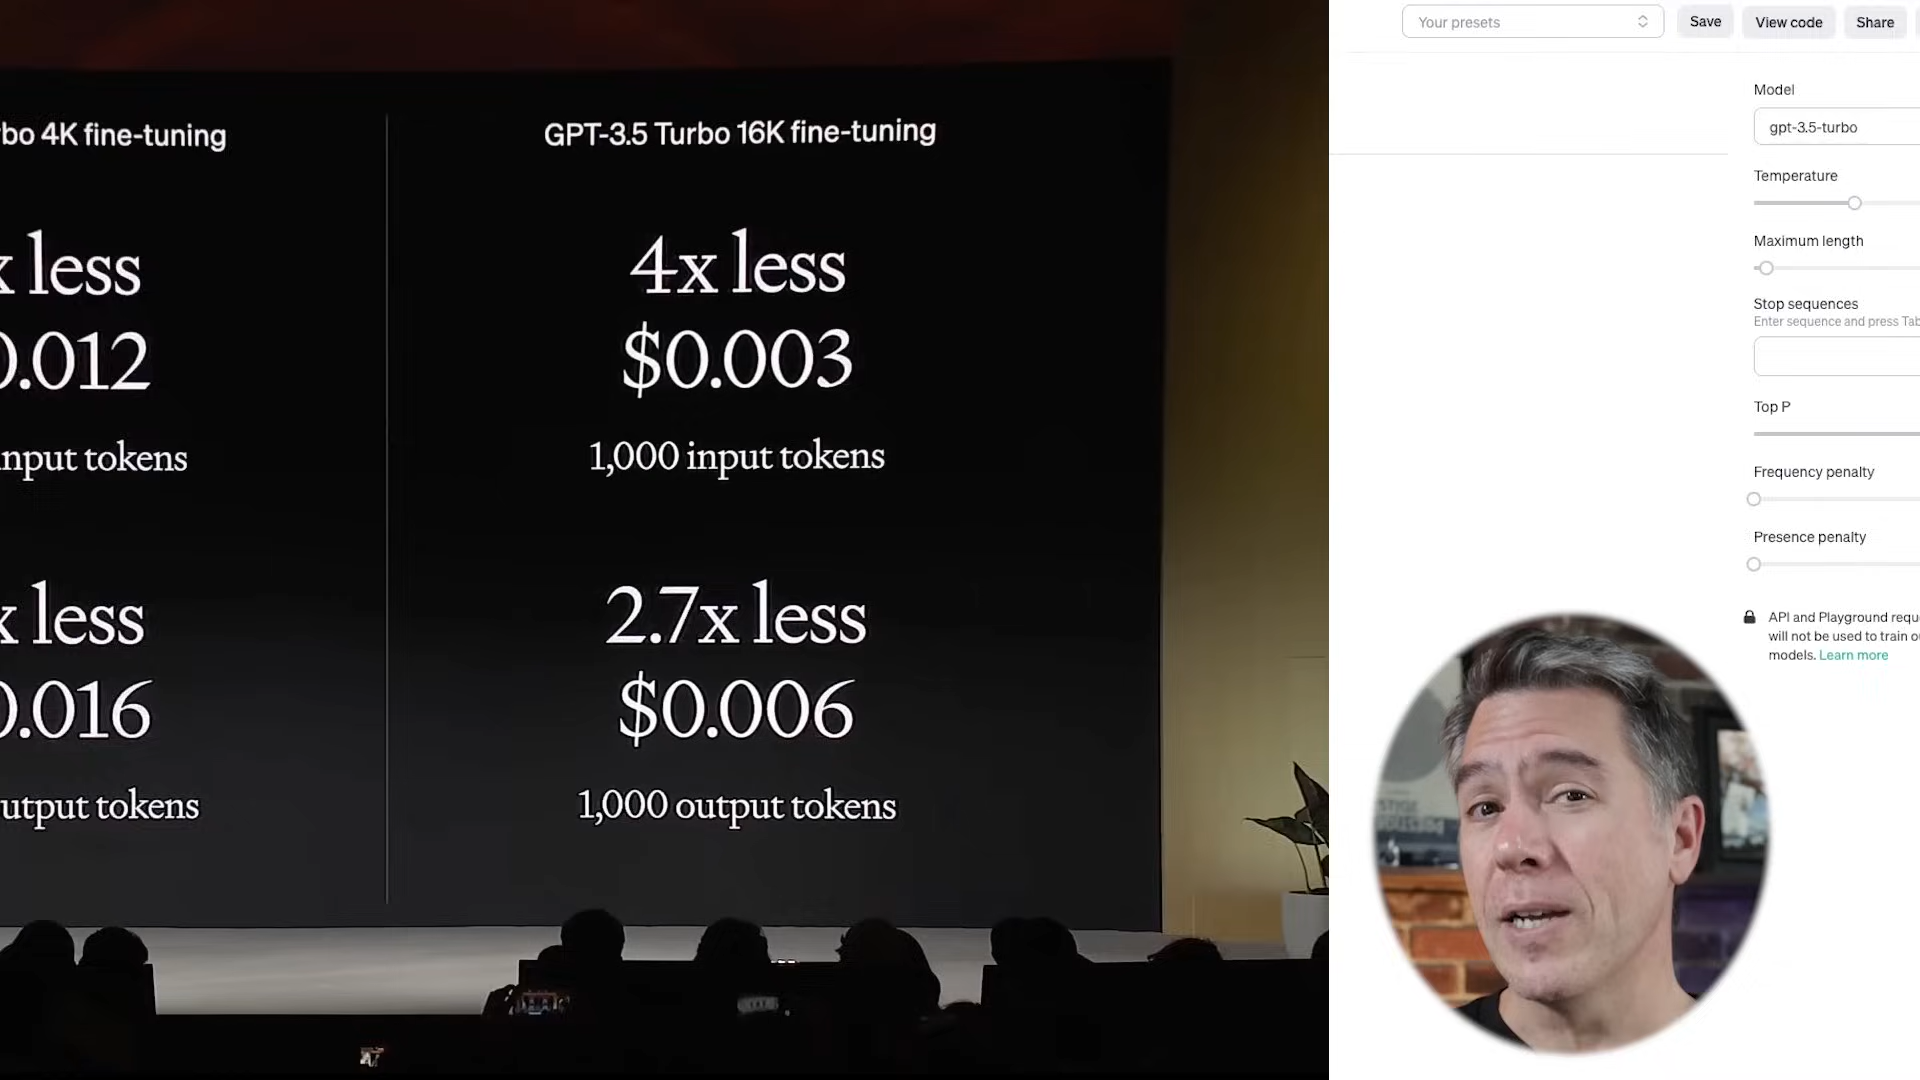 bo 4K fine-tuning
x less
0.012
nput tokens
x less
0.016
utput tokens
GPT-3.5 Turbo 16K fine-tuning
4x less
$0.003
1,000 input tokens
2.7x less
$0.006
1,000 output tokens
Your presets
Save
View code
Share
Model
gpt-3.5-turbo
Temperature
Maximum length
Stop sequences
Enter sequence and press Tab
Top P
Frequency penalty
Presence penalty
API and Playground reque
will not be used to train o
models. Learn more